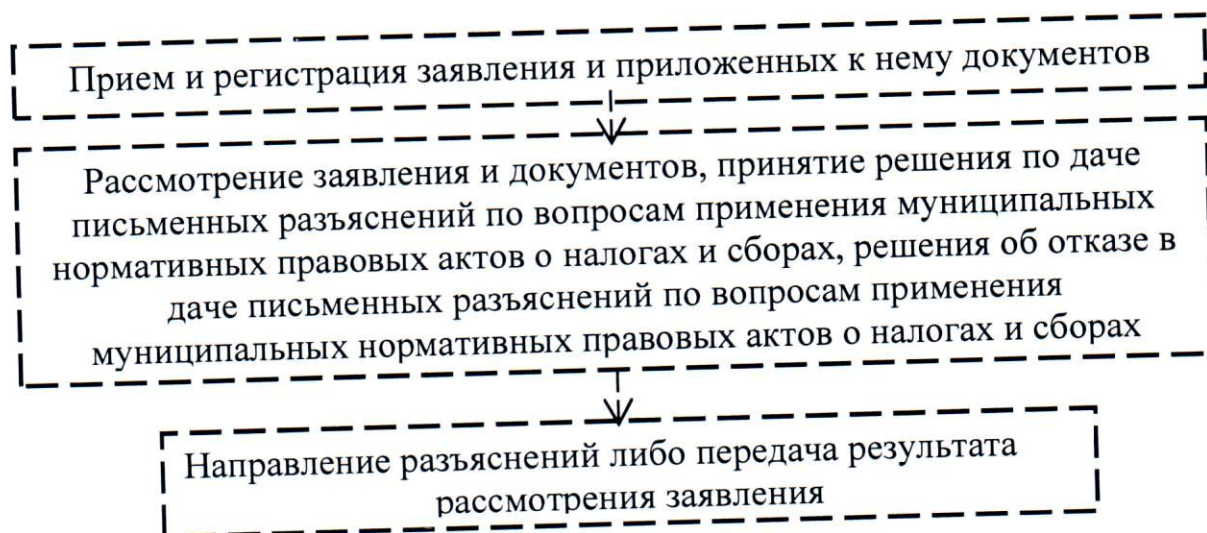 Прием и регистрация заявления и приложенных к нему документов
Рассмотрение заявления и документов, принятие решения по даче
письменных разъяснений по вопросам применения муниципальных
нормативных правовых актов о налогах и сборах, решения об отказе в
даче письменных разъяснений по вопросам применения
муниципальных нормативных правовых актов о налогах и сборах
Направление разъяснений либо передача результата
рассмотрения заявления